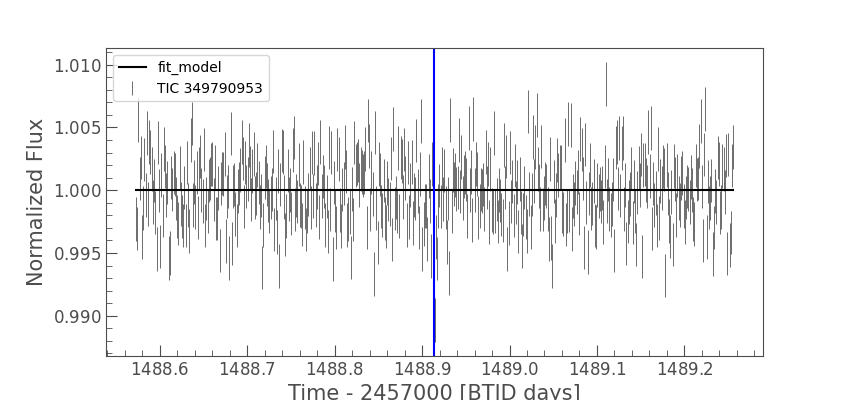 1.010
1.005
1.000
0.995
0.990
Normalized Flux
fit_model
TIC 349790953
1488.6 1488.7 1488.8 1488.9 1489.0 1489.1 1489.2
Time - 2457000 [BTJD days]